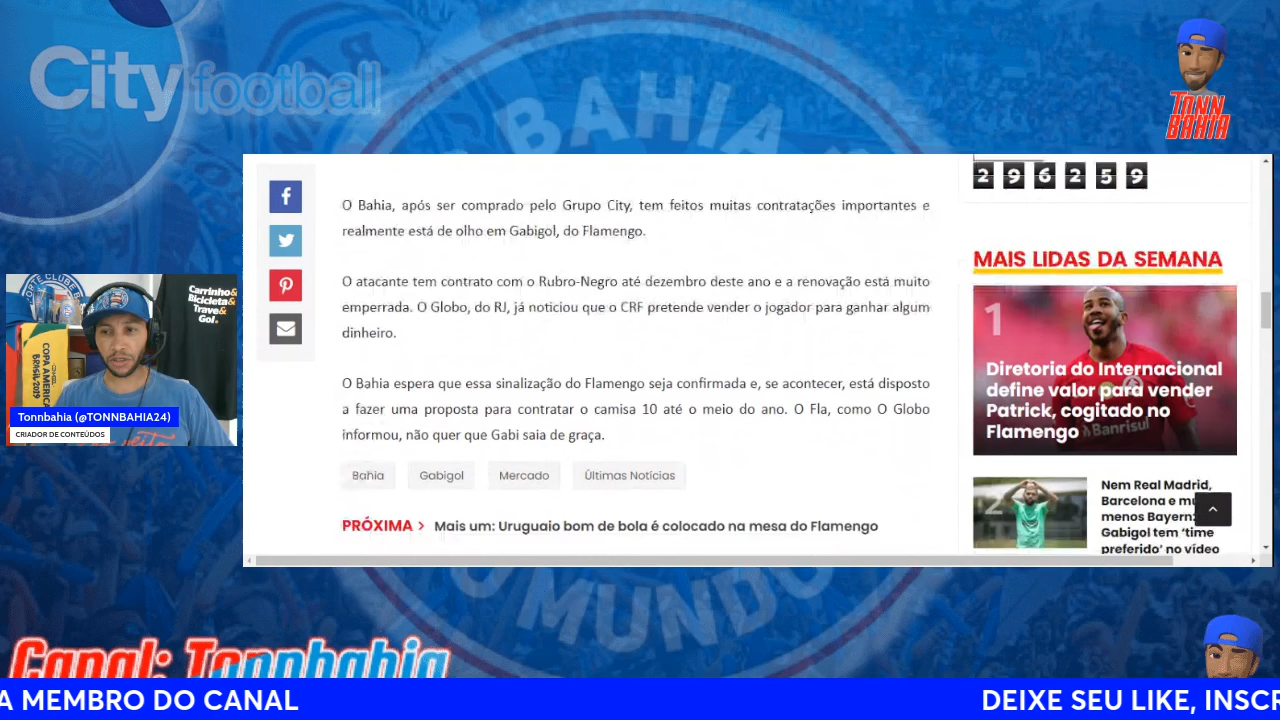 City football
BAHIA
TONN
BAHIA
296259
O Bahia, após ser comprado pelo Grupo City, tem feitos muitas contratações importantes e
realmente está de olho em Gabigol, do Flamengo.
O atacante tem contrato com o Rubro-Negro até dezembro deste ano e a renovação está muito
emperrada. O Globo, do RJ, já noticiou que o CRF pretende vender o jogador para ganhar algum
dinheiro.
O Bahia espera que essa sinalização do Flamengo seja confirmada e, se acontecer, está disposto
a fazer uma proposta para contratar o camisa 10 até o meio do ano. O Fla, como O Globo
informou, não quer que Gabi saia de graça.
Bahia
Gabigol
Mercado
Últimas Notícias
PRÓXIMA > Mais um: Uruguaio bom de bola é colocado na mesa do Flamengo
MAIS LIDAS DA SEMANA
1
Diretoria do Internacional
define valor para vender
Patrick, cogitado no
Flamengo
Banrisul
2
Nem Real Madrid,
Barcelona e
menos Bayern:
Gabigol tem ‘time
preferido’ no vídeo
Carrinho&
Bicicleta&
Trave&
Gol.
COPA AMERICA
BRASIL 2019
Tonnbahia (@TONNBAHIA24)
CRIADOR DE CONTEÚDOS
O MUNDO
Canal: Tonnbahia
A MEMBRO DO CANAL
DEIXE SEU LIKE, INSCR